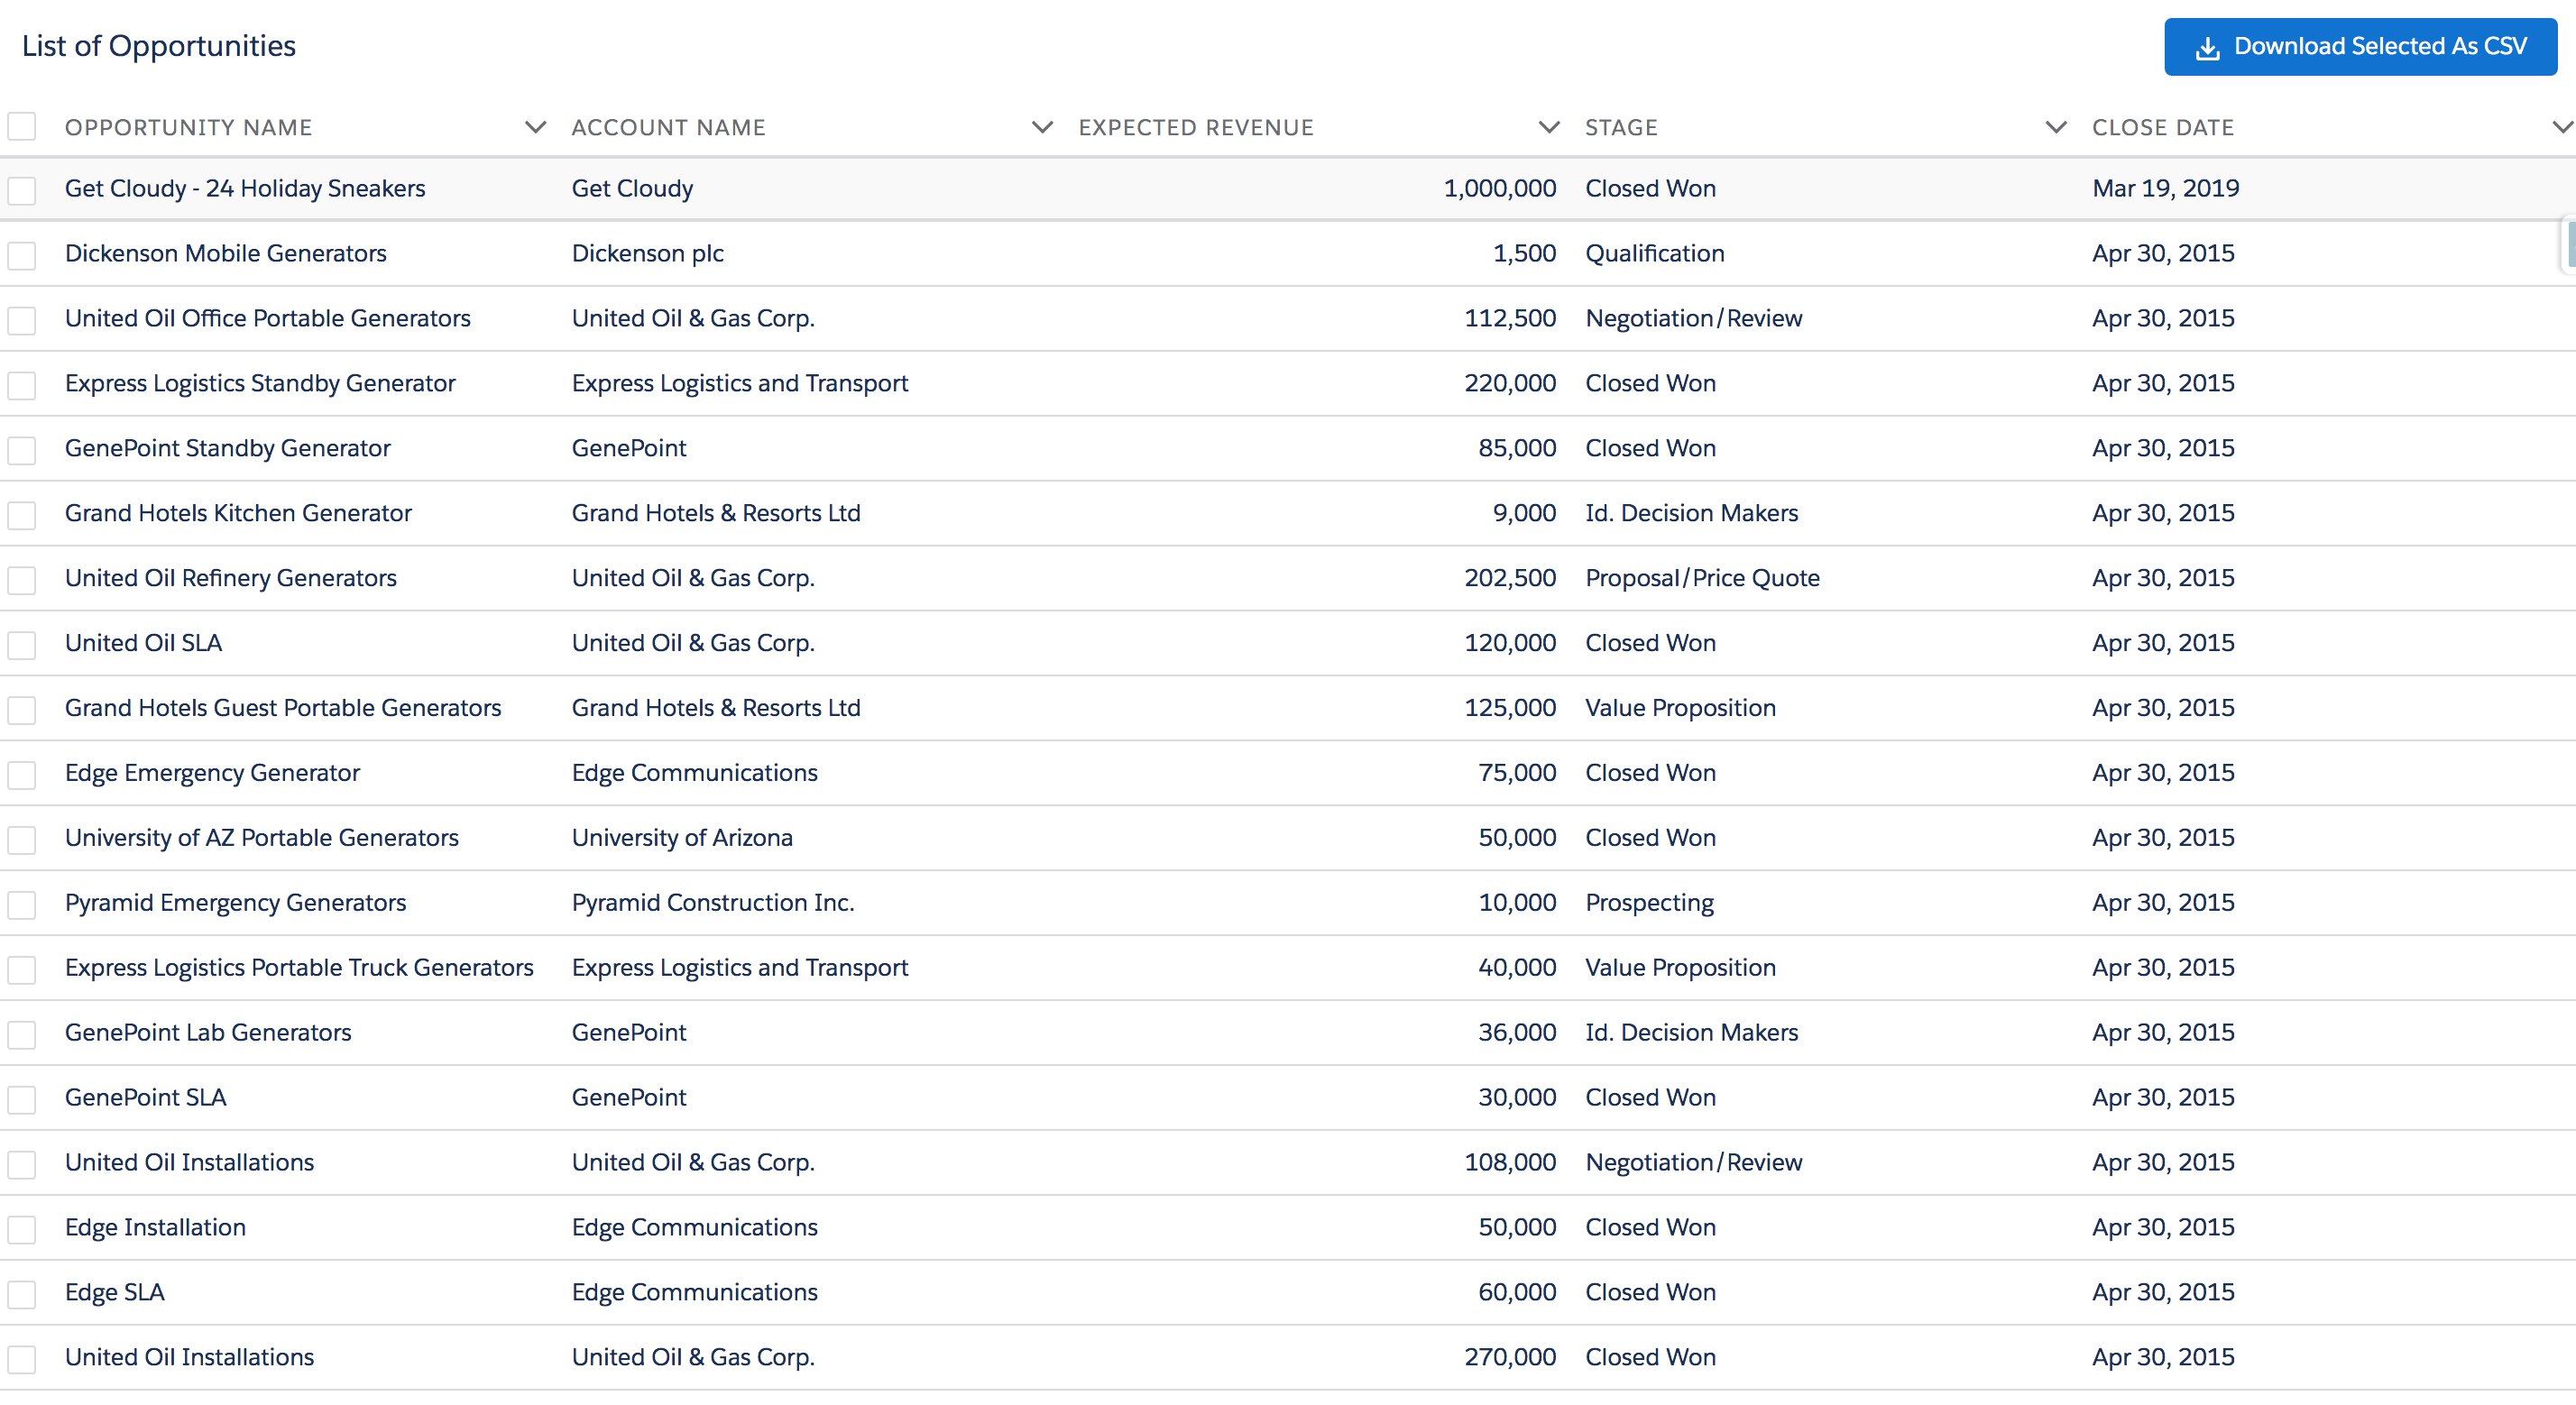 List of Opportunities
Download Selected As CSV
OPPORTUNITY NAME ACCOUNT NAME EXPECTED REVENUE STAGE CLOSE DATE
Get Cloudy - 24 Holiday Sneakers Get Cloudy 1,000,000 Closed Won Mar 19, 2019
Dickenson Mobile Generators Dickenson plc 1,500 Qualification Apr 30, 2015
United Oil Office Portable Generators United Oil & Gas Corp. 112,500 Negotiation/Review Apr 30, 2015
Express Logistics Standby Generator Express Logistics and Transport 220,000 Closed Won Apr 30, 2015
GenePoint Standby Generator GenePoint 85,000 Closed Won Apr 30, 2015
Grand Hotels Kitchen Generator Grand Hotels & Resorts Ltd 9,000 Id. Decision Makers Apr 30, 2015
United Oil Refinery Generators United Oil & Gas Corp. 202,500 Proposal/Price Quote Apr 30, 2015
United Oil SLA United Oil & Gas Corp. 120,000 Closed Won Apr 30, 2015
Grand Hotels Guest Portable Generators Grand Hotels & Resorts Ltd 125,000 Value Proposition Apr 30, 2015
Edge Emergency Generator Edge Communications 75,000 Closed Won Apr 30, 2015
University of AZ Portable Generators University of Arizona 50,000 Closed Won Apr 30, 2015
Pyramid Emergency Generators Pyramid Construction Inc. 10,000 Prospecting Apr 30, 2015
Express Logistics Portable Truck Generators Express Logistics and Transport 40,000 Value Proposition Apr 30, 2015
GenePoint Lab Generators GenePoint 36,000 Id. Decision Makers Apr 30, 2015
GenePoint SLA GenePoint 30,000 Closed Won Apr 30, 2015
United Oil Installations United Oil & Gas Corp. 108,000 Negotiation/Review Apr 30, 2015
Edge Installation Edge Communications 50,000 Closed Won Apr 30, 2015
Edge SLA Edge Communications 60,000 Closed Won Apr 30, 2015
United Oil Installations United Oil & Gas Corp. 270,000 Closed Won Apr 30, 2015